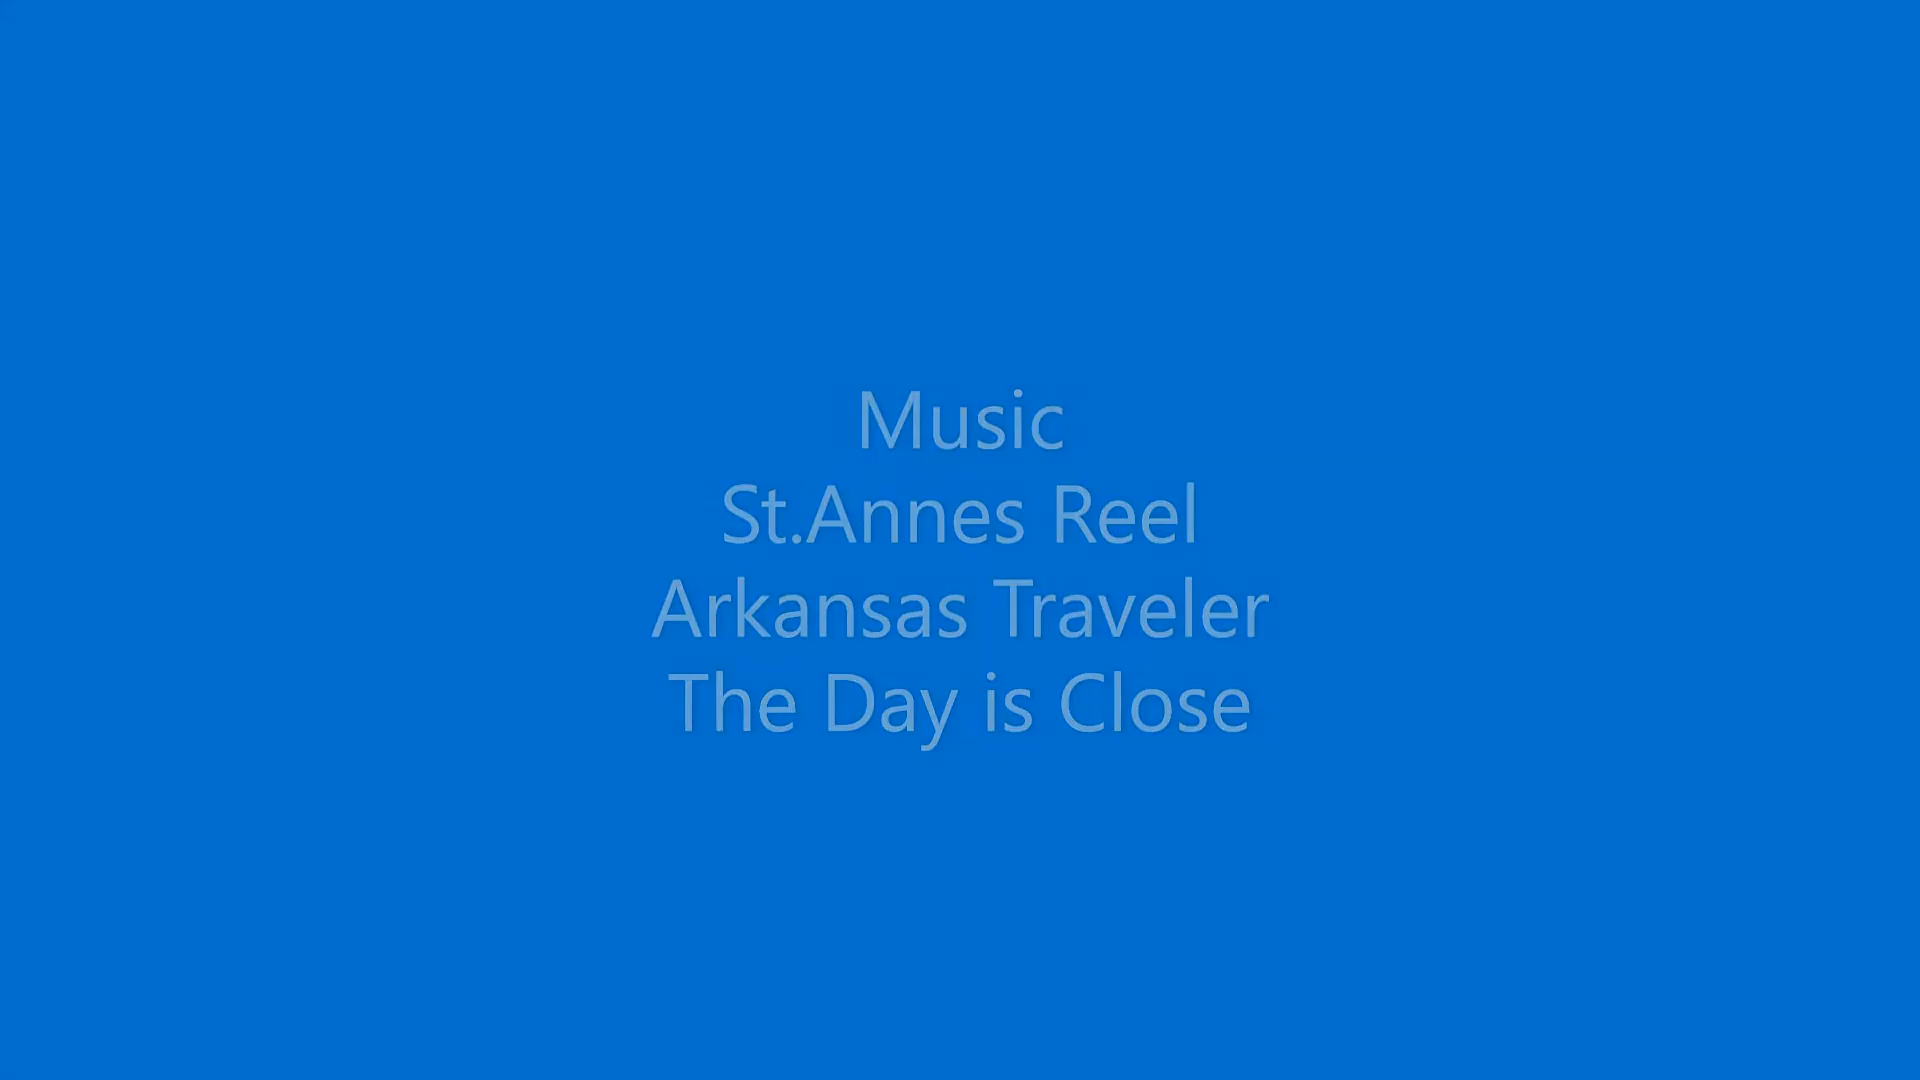 Music
St.Annes Reel
Arkansas Traveler
The Day is Close